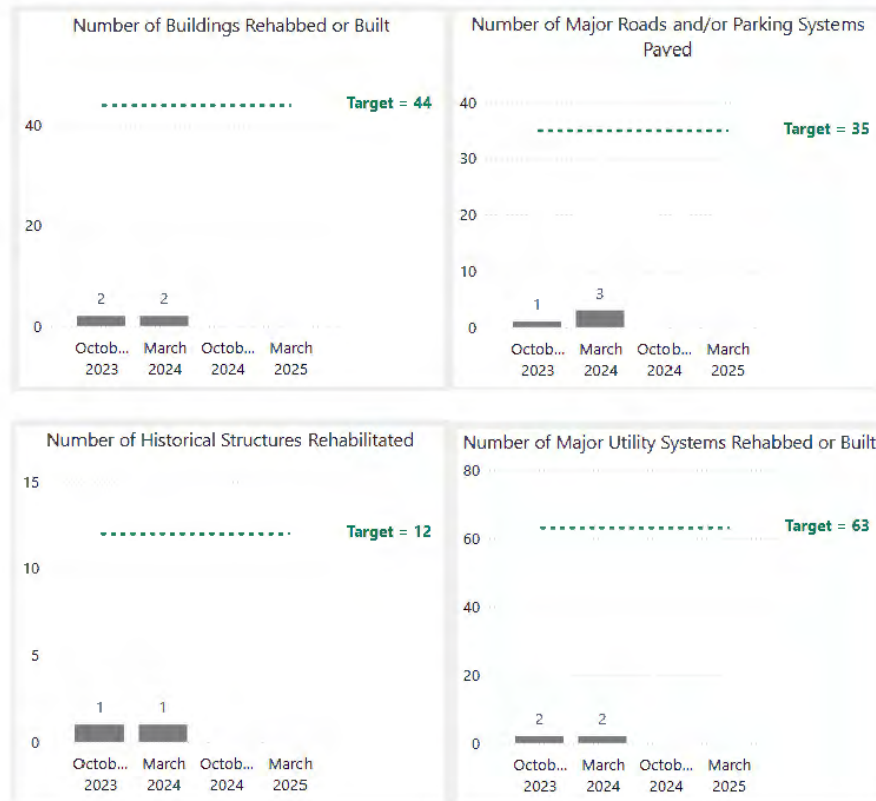 Number of Buildings Rehabbed or Built
Target = 44
40
20
2 2
0
Octob... March Octob... March
2023 2024 2024 2025
Number of Major Roads and/or Parking Systems
Paved
40
Target = 35
30
20
10
1 3
0
Octob... March Octob... March
2023 2024 2024 2025
Number of Historical Structures Rehabilitated
15
Target = 12
10
5
1 1
0
Octob... March Octob... March
2023 2024 2024 2025
Number of Major Utility Systems Rehabbed or Built
80
Target = 63
60
40
20
2 2
0
Octob... March Octob... March
2023 2024 2024 2025